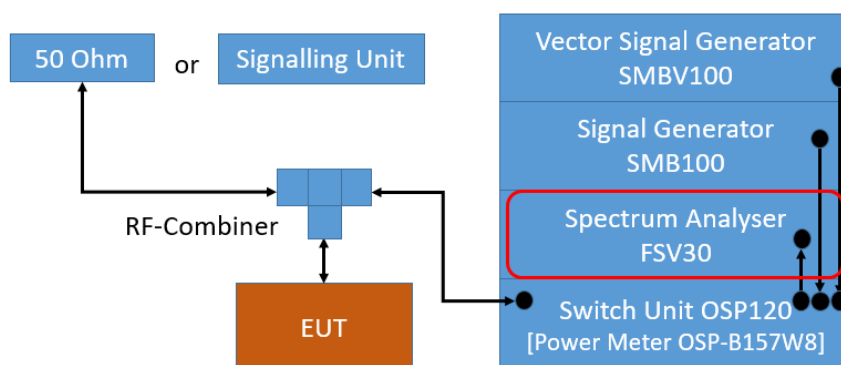 50 Ohm
or
Signalling Unit
Vector Signal Generator
SMBV100
Signal Generator
SMB100
RF-Combiner
Spectrum Analyser
FSV30
EUT
Switch Unit OSP120
[Power Meter OSP-B157W8]